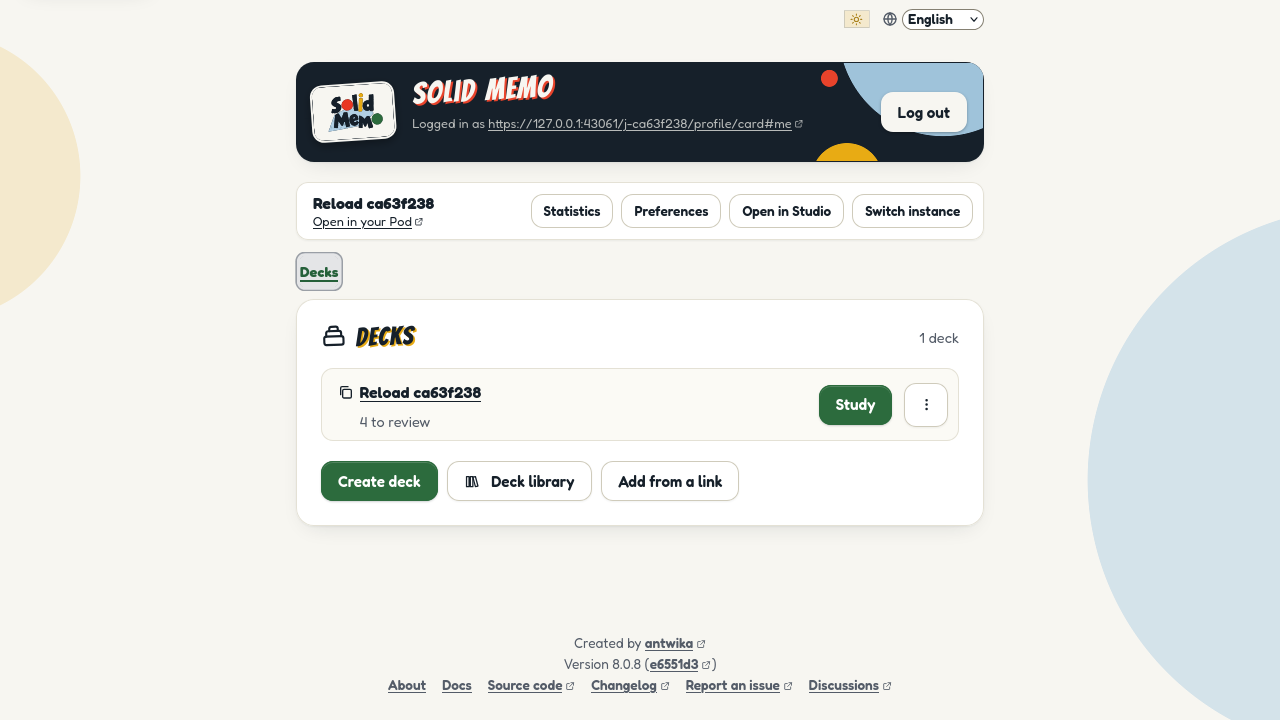 English
Solid Memo
SOLID MEMO
Logged in as https://127.0.0.1:43061/j-ca63f238/profile/card#me
Log out
Reload ca63f238
Open in your Pod
Statistics
Preferences
Open in Studio
Switch instance
Decks
DECKS
1 deck
Reload ca63f238
4 to review
Study
Create deck
Deck library
Add from a link
Created by antwika
Version 8.0.8 (e6551d3)
About Docs Source code Changelog Report an issue Discussions